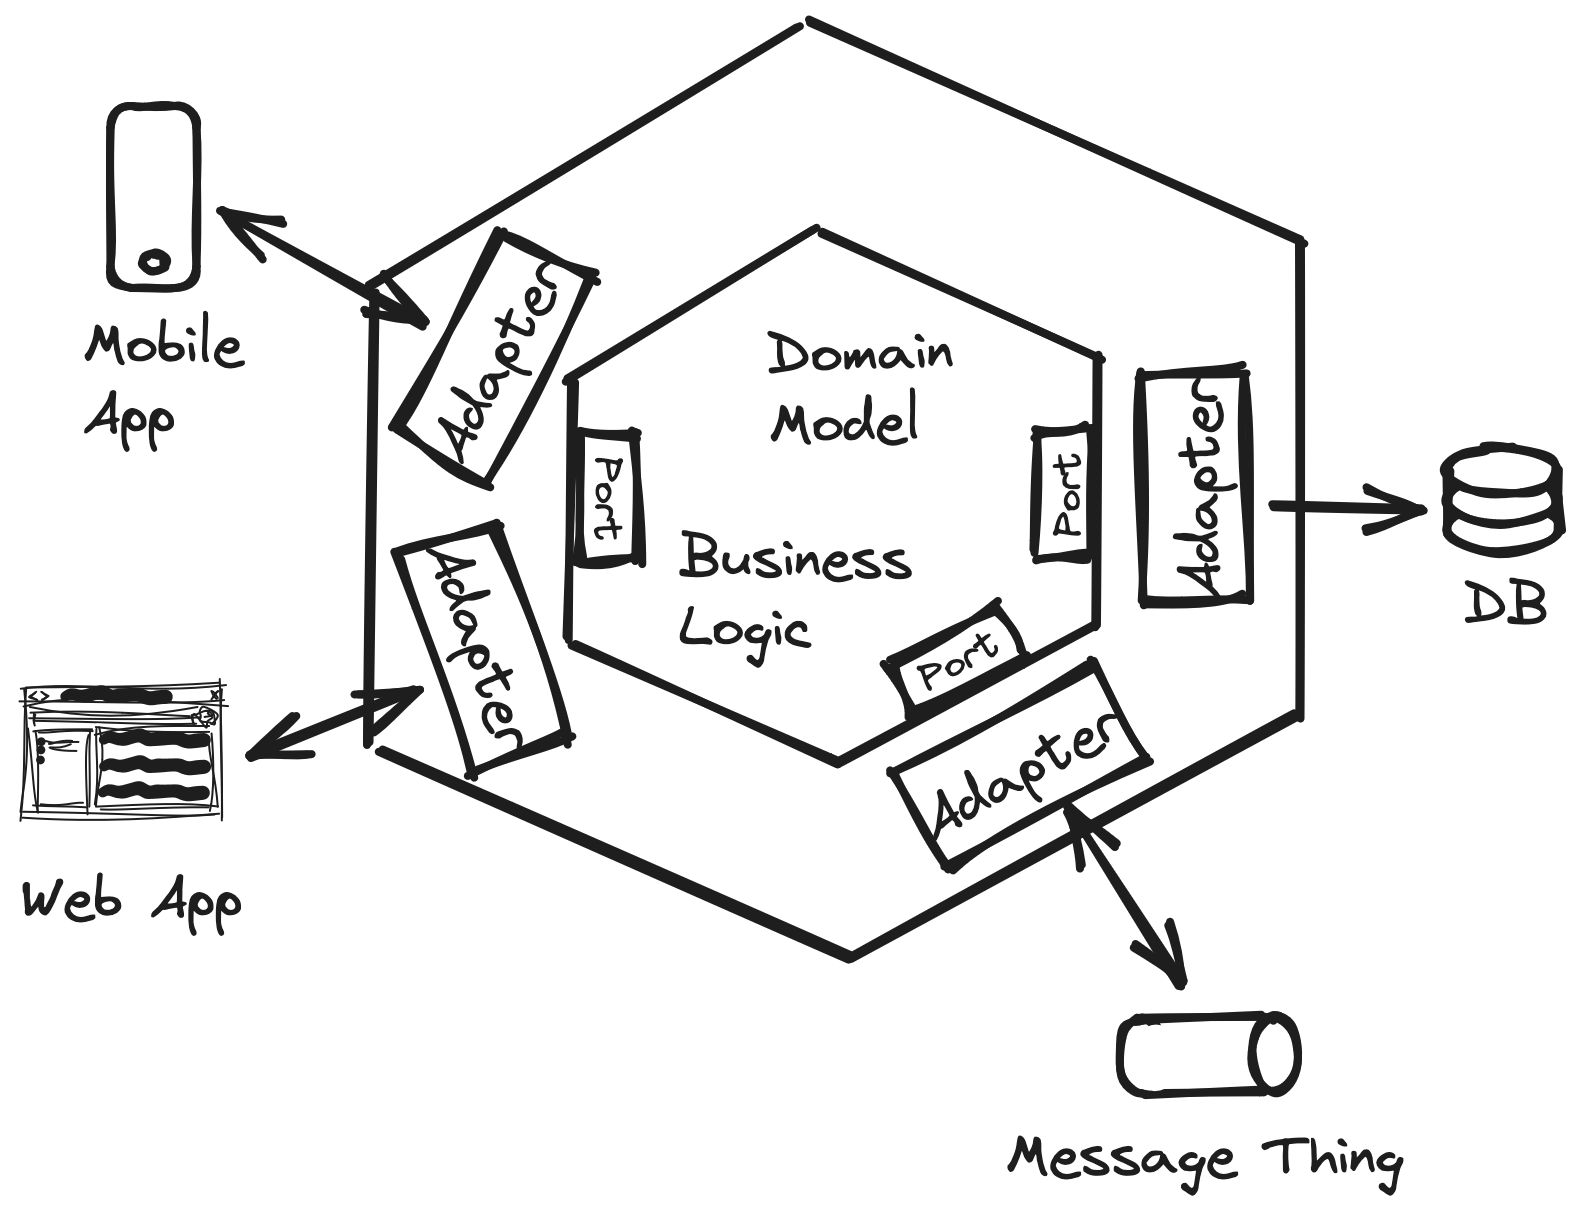 Mobile
App
Adapter
Adapter
Web App
Port
Domain
Model
Business
Logic
Port
Port
Adapter
Adapter
DB
Message Thing